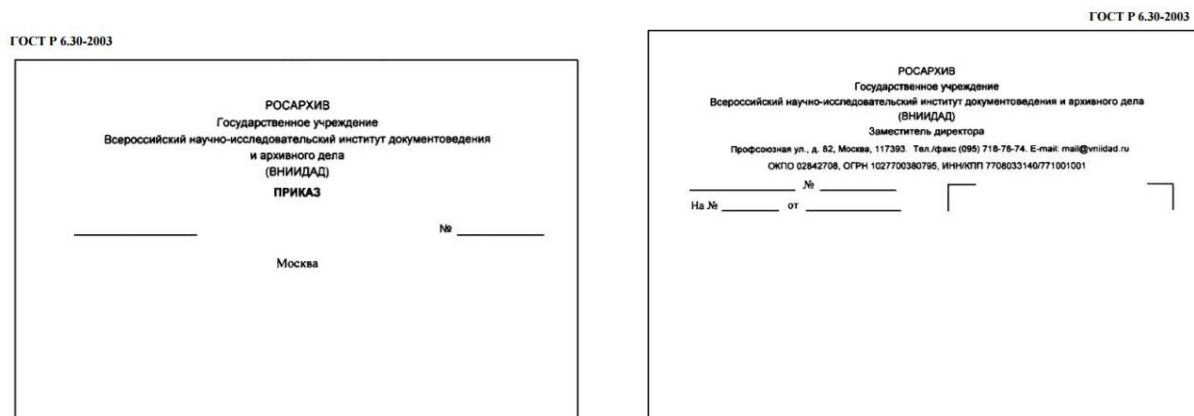 ГОСТ Р 6.30-2003
РОСАРХИВ
Государственное учреждение
Всероссийский научно-исследовательский институт документоведения
и архивного дела
(ВНИИДАД)
ПРИКАЗ
№
Москва
ГОСТ Р 6.30-2003
РОСАРХИВ
Государственное учреждение
Всероссийский научно-исследовательский институт документоведения и архивного дела
(ВНИИДАД)
Заместитель директора
Профсоюзная ул., д. 82, Москва, 117393. Тел./факс (095) 718-78-74. E-mail: mail@vniidad.ru
ОКПО 02842708, ОГРН 1027700380795, ИНН/КПП 7708033140/771001001
№
На № от